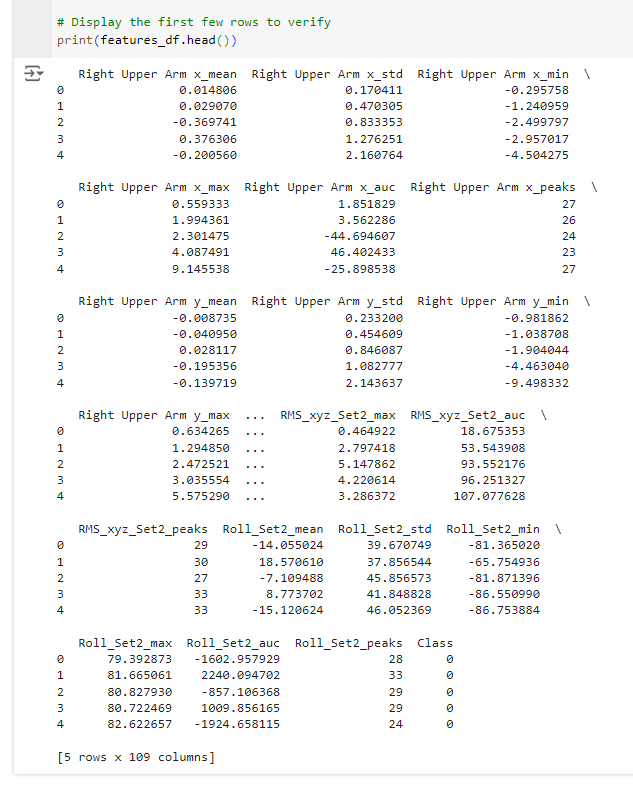 # Display the first few rows to verify
print(features_df.head())
Right Upper Arm x_mean  Right Upper Arm x_std  Right Upper Arm x_min  \
0                0.014806               0.170411              -0.295758
1                0.029070               0.470305              -1.240959
2               -0.369741               0.833353              -2.499797
3                0.376306               1.276251              -2.957017
4               -0.200560               2.160764              -4.504275
Right Upper Arm x_max  Right Upper Arm x_auc  Right Upper Arm x_peaks  \
0               0.559333               1.851829                       27
1               1.994361               3.562286                       26
2               2.301475             -44.694607                       24
3               4.087491              46.402433                       23
4               9.145538             -25.898538                       27
Right Upper Arm y_mean  Right Upper Arm y_std  Right Upper Arm y_min  \
0               -0.008735               0.233200              -0.981862
1               -0.040950               0.454609              -1.038708
2                0.028117               0.846087              -1.904044
3               -0.195356               1.082777              -4.463040
4               -0.139719               2.143637              -9.498332
Right Upper Arm y_max  ...  RMS_xyz_Set2_max  RMS_xyz_Set2_auc  \
0               0.634265  ...          0.464922         18.675353
1               1.294850  ...          2.797418         53.543908
2               2.472521  ...          5.147862         93.552176
3               3.035554  ...          4.220614         96.251327
4               5.575290  ...          3.286372        107.077628
RMS_xyz_Set2_peaks  Roll_Set2_mean  Roll_Set2_std  Roll_Set2_min  \
0                  29      -14.055024      39.670749     -81.365020
1                  30       18.570610      37.856544     -65.754936
2                  27       -7.109488      45.856573     -81.871396
3                  33        8.773702      41.848828     -86.550990
4                  33      -15.120624      46.052369     -86.753884
Roll_Set2_max  Roll_Set2_auc  Roll_Set2_peaks  Class
0      79.392873   -1602.957929               28      0
1      81.665061    2240.094702               33      0
2      80.827930    -857.106368               29      0
3      80.722469    1009.856165               29      0
4      82.622657   -1924.658115               24      0
[5 rows x 109 columns]